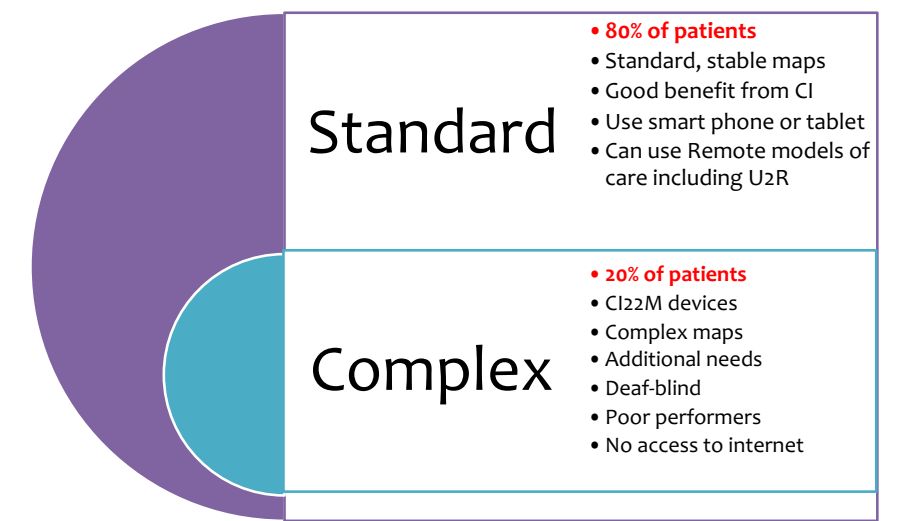 Standard
• 80% of patients
• Standard, stable maps
• Good benefit from CI
• Use smart phone or tablet
• Can use Remote models of
care including U2R
Complex
• 20% of patients
• CI22M devices
• Complex maps
• Additional needs
• Deaf-blind
• Poor performers
• No access to internet